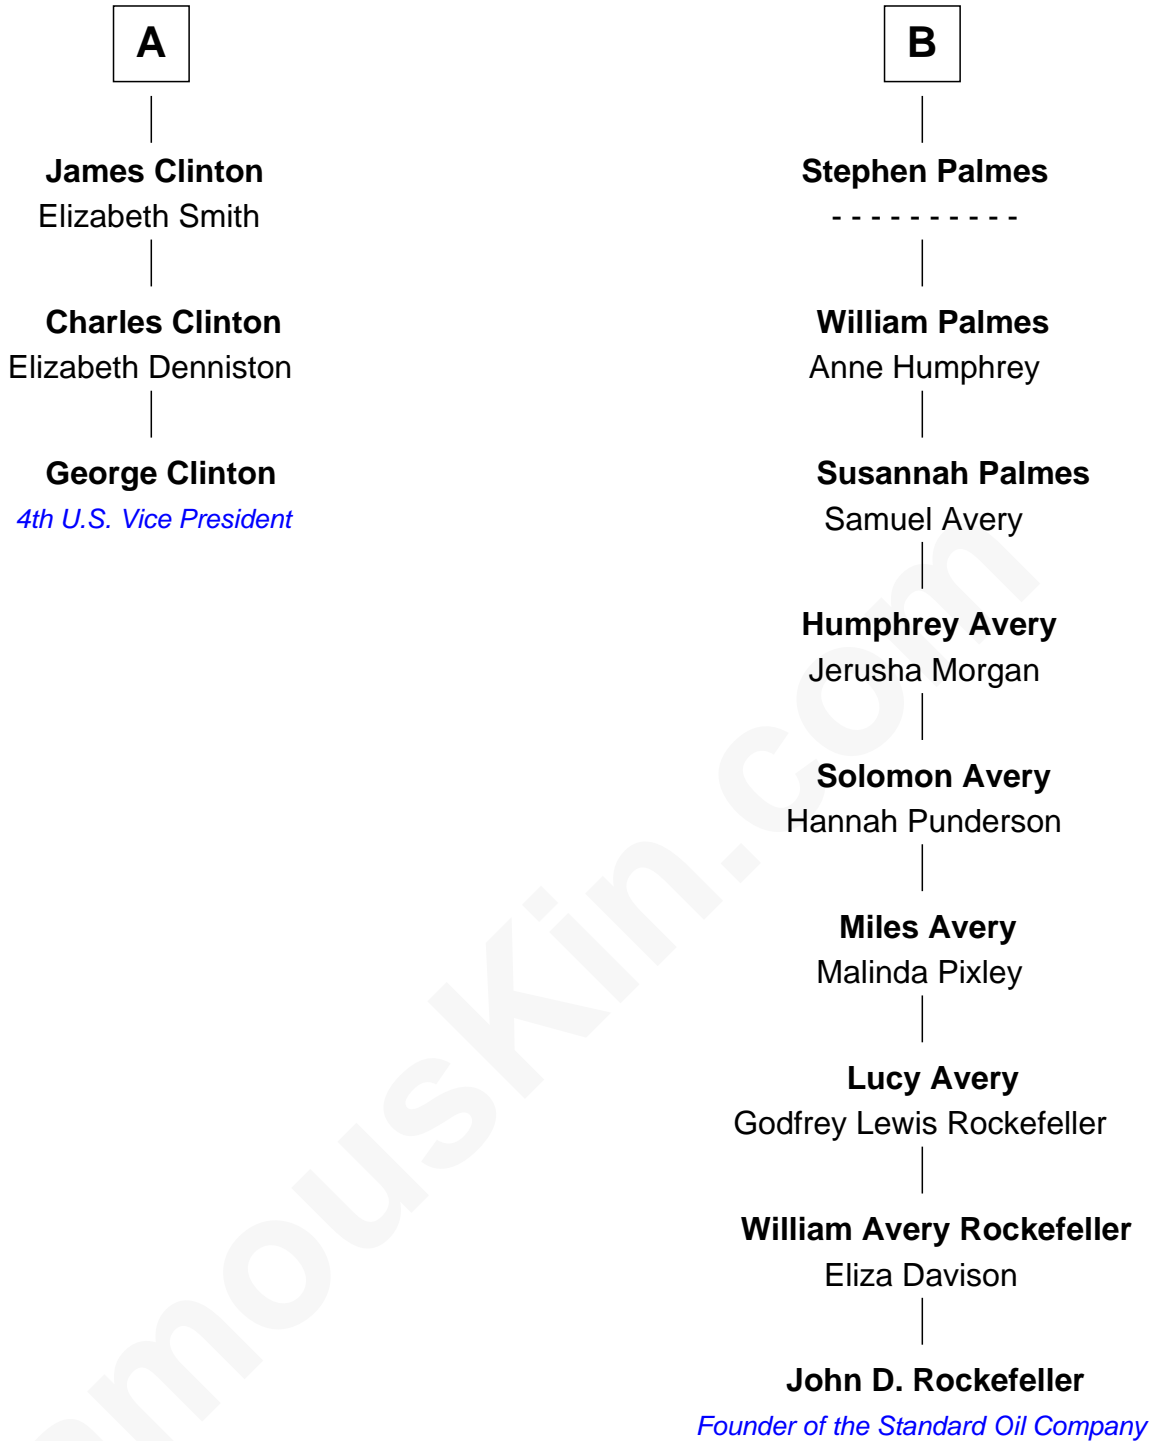 A
James Clinton
Elizabeth Smith
Charles Clinton
Elizabeth Denniston
George Clinton
4th U.S. Vice President
B
Stephen Palmes
- - - - - - - - - -
William Palmes
Anne Humphrey
Susannah Palmes
Samuel Avery
Humphrey Avery
Jerusha Morgan
Solomon Avery
Hannah Punderson
Miles Avery
Malinda Pixley
Lucy Avery
Godfrey Lewis Rockefeller
William Avery Rockefeller
Eliza Davison
John D. Rockefeller
Founder of the Standard Oil Company
amouskin.com